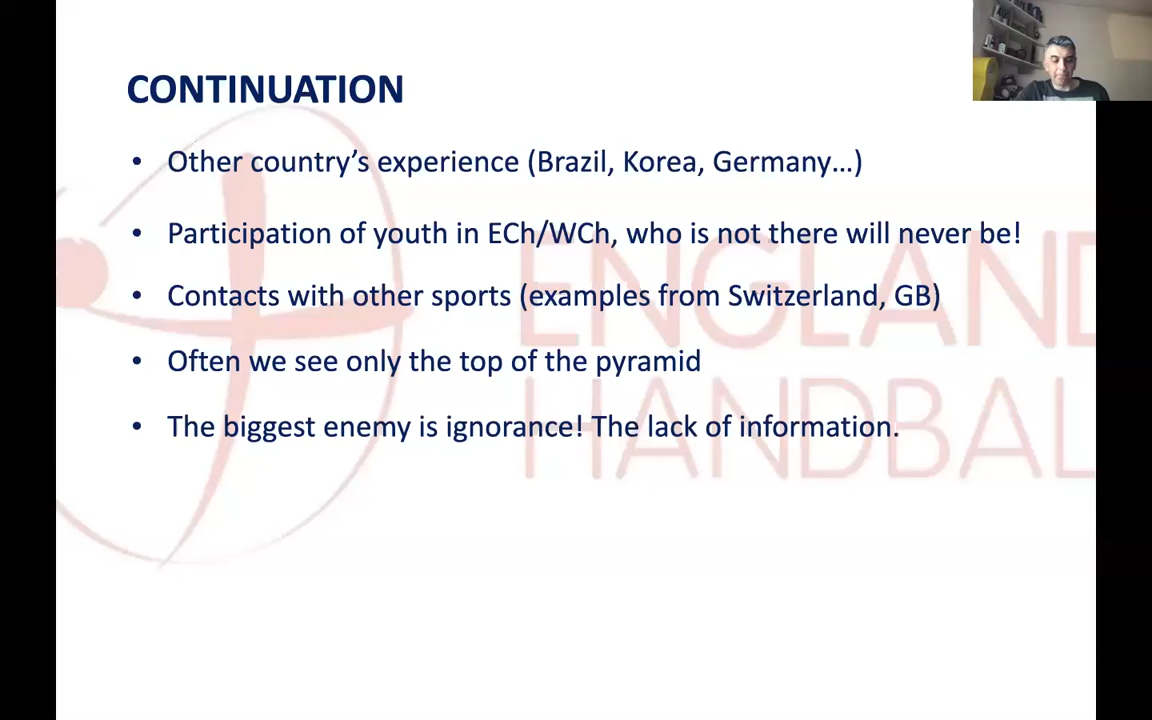 CONTINUATION
• Other country’s experience (Brazil, Korea, Germany…)
• Participation of youth in ECh/WCh, who is not there will never be!
• Contacts with other sports (examples from Switzerland, GB)
• Often we see only the top of the pyramid
• The biggest enemy is ignorance! The lack of information.
ENGLAND
HANDBAL